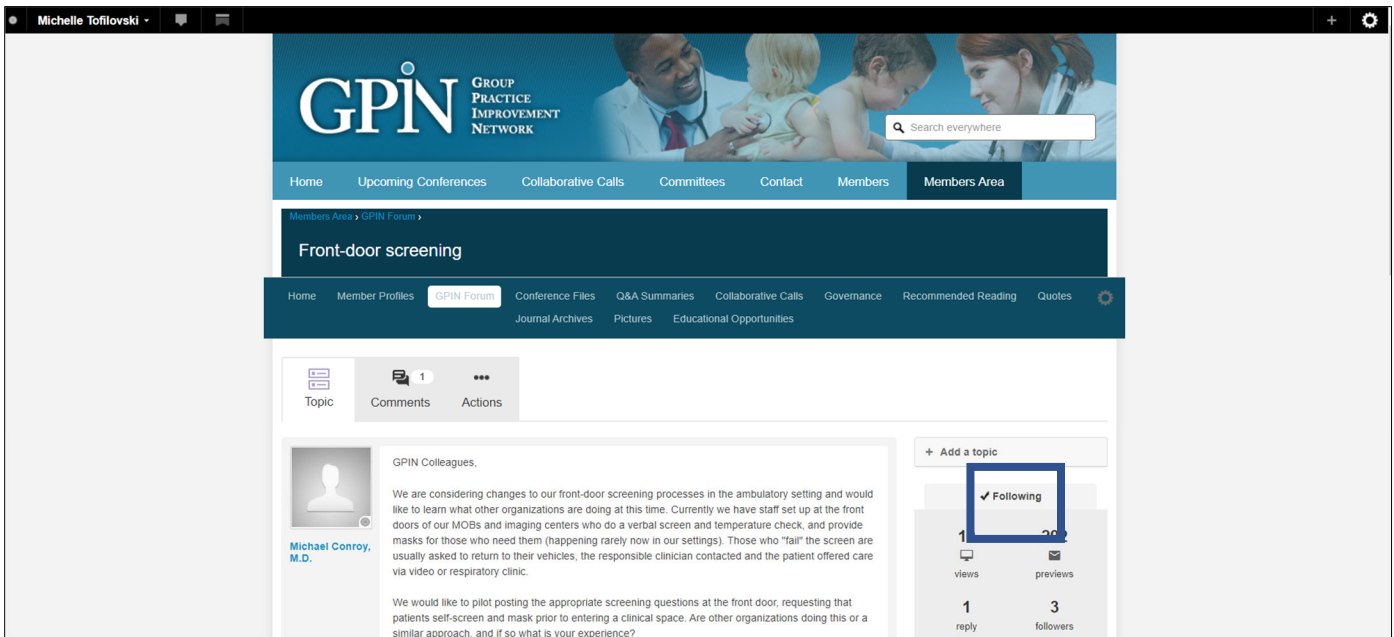 Michelle Tofilovski
GPIN
GROUP
PRACTICE
IMPROVEMENT
NETWORK
Search everywhere
Home Upcoming Conferences Collaborative Calls Committees Contact Members Members Area
Members Area › GPIN Forum ›
Front-door screening
Home Member Profiles GPIN Forum Conference Files Q&A Summaries Collaborative Calls Governance Recommended Reading Quotes
Journal Archives Pictures Educational Opportunities
1
Topic Comments Actions
+ Add a topic
Following
GPIN Colleagues,
We are considering changes to our front-door screening processes in the ambulatory setting and would
like to learn what other organizations are doing at this time. Currently we have staff set up at the front
doors of our MOBs and imaging centers who do a verbal screen and temperature check, and provide
masks for those who need them (happening rarely now in our settings). Those who "fail" the screen are
usually asked to return to their vehicles, the responsible clinician contacted and the patient offered care
via video or respiratory clinic.
We would like to pilot posting the appropriate screening questions at the front door, requesting that
patients self-screen and mask prior to entering a clinical space. Are other organizations doing this or a
similar approach, and if so what is your experience?
Michael Conroy,
M.D.
views previews
1 3
reply followers